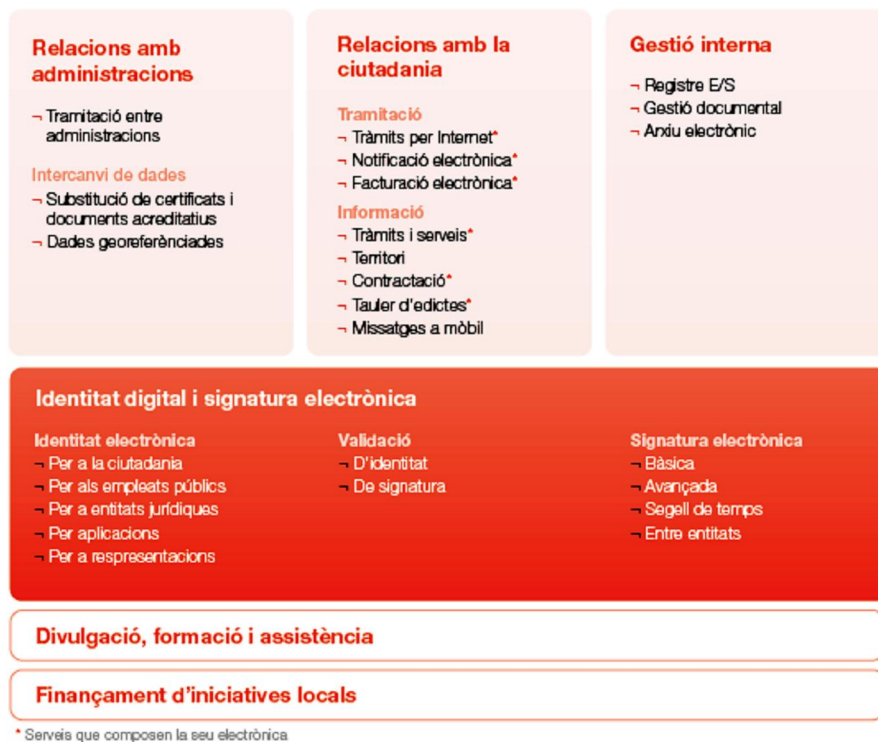 Relacions amb
administracions
¬ Tramitació entre
administracions
Intercanvi de dades
¬ Substitució de certificats i
documents acreditatius
¬ Dades georeferènciades
Relacions amb la
ciutadania
Tramitació
¬ Tràmits per Internet*
¬ Notificació electrònica*
¬ Facturació electrònica*
Informació
¬ Tràmits i serveis*
¬ Territori
¬ Contractació*
¬ Tauler d'edictes*
¬ Missatges a mòbil
Gestió interna
¬ Registre E/S
¬ Gestió documental
¬ Arxiu electrònic
Identitat digital i signatura electrònica
Identitat electrònica
¬ Per a la ciutadania
¬ Per als empleats públics
¬ Per a entitats jurídiques
¬ Per aplicacions
¬ Per a respresentacions
Validació
¬ D'identitat
¬ De signatura
Signatura electrònica
¬ Bàsica
¬ Avançada
¬ Segell de temps
¬ Entre entitats
Divulgació, formació i assistència
Finançament d'iniciatives locals
* Serveis que composen la seu electrònica